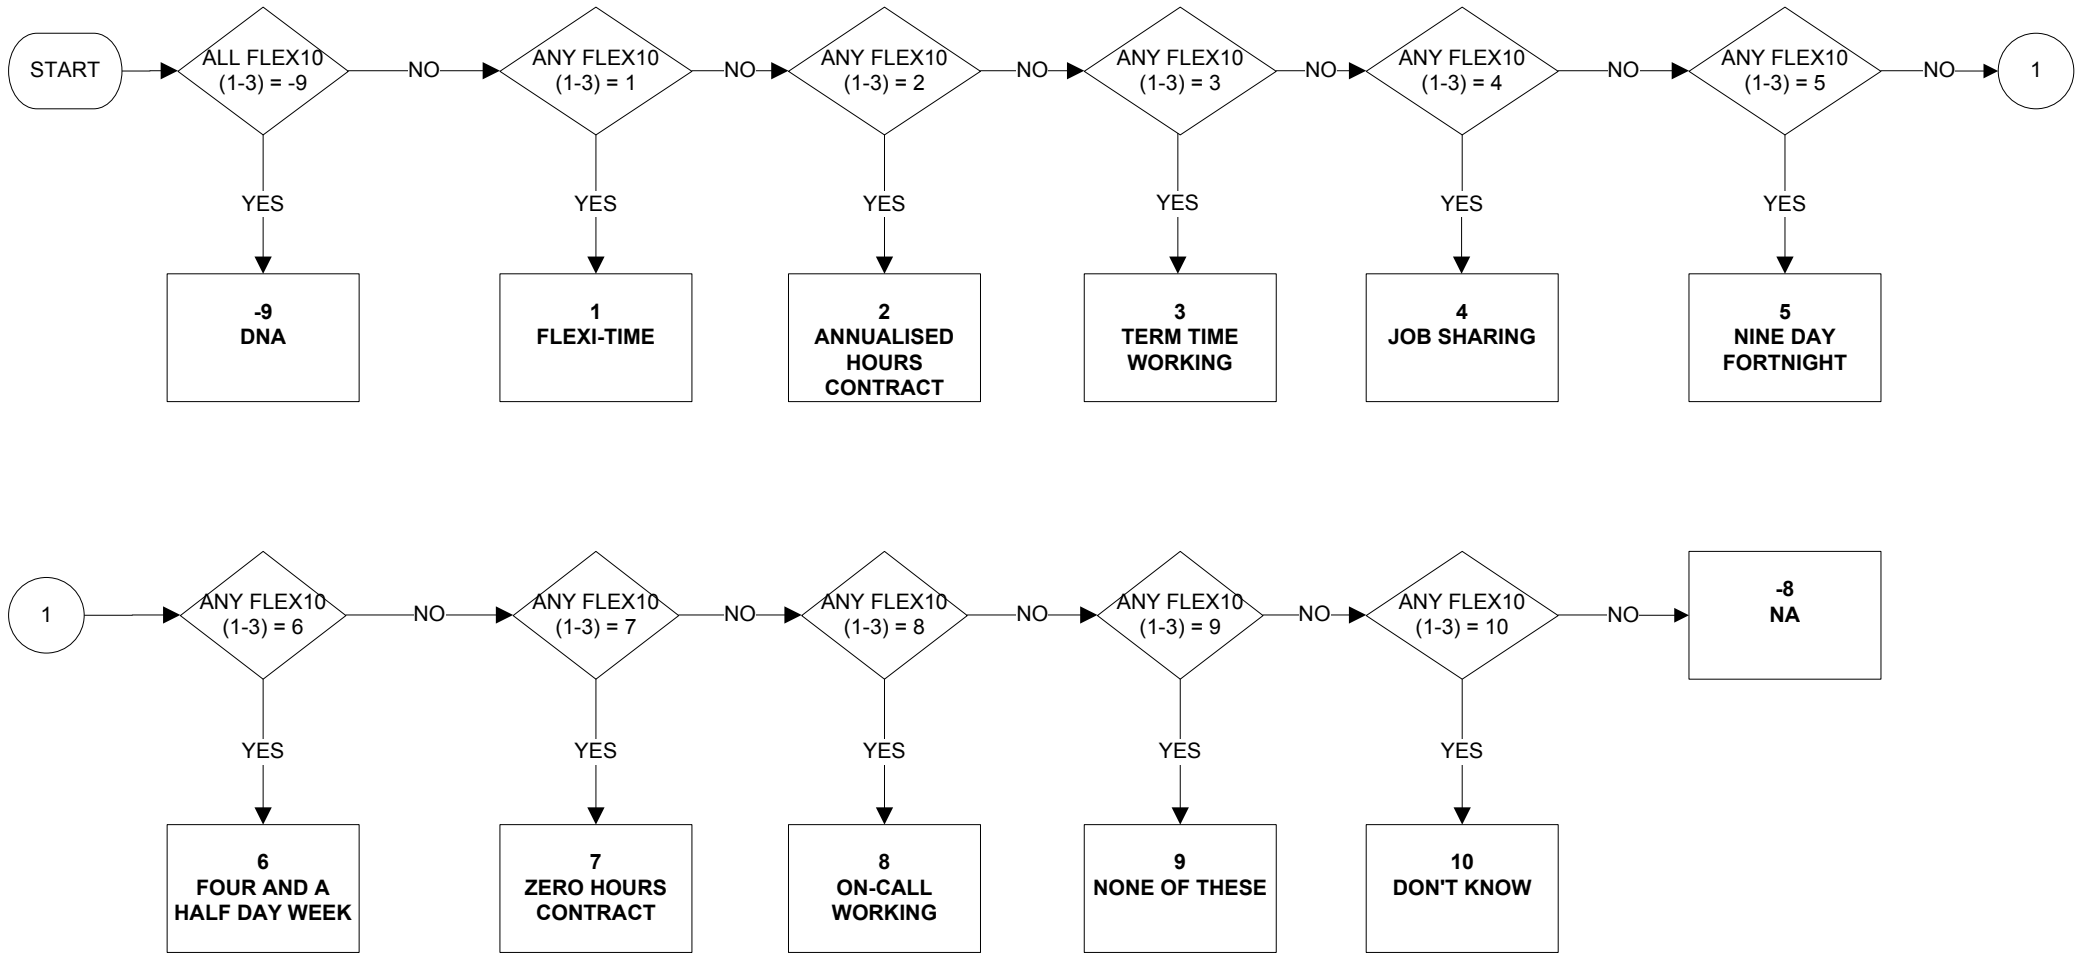 START
ALL FLEX10
(1-3) = -9
NO
ANY FLEX10
(1-3) = 1
NO
ANY FLEX10
(1-3) = 2
NO
ANY FLEX10
(1-3) = 3
NO
ANY FLEX10
(1-3) = 4
NO
ANY FLEX10
(1-3) = 5
NO
1
YES
YES
YES
YES
YES
YES
-9
DNA
1
FLEXI-TIME
2
ANNUALISED
HOURS
CONTRACT
3
TERM TIME
WORKING
4
JOB SHARING
5
NINE DAY
FORTNIGHT
1
ANY FLEX10
(1-3) = 6
NO
ANY FLEX10
(1-3) = 7
NO
ANY FLEX10
(1-3) = 8
NO
ANY FLEX10
(1-3) = 9
NO
ANY FLEX10
(1-3) = 10
NO
-8
NA
YES
YES
YES
YES
YES
6
FOUR AND A
HALF DAY WEEK
7
ZERO HOURS
CONTRACT
8
ON-CALL
WORKING
9
NONE OF THESE
10
DON'T KNOW